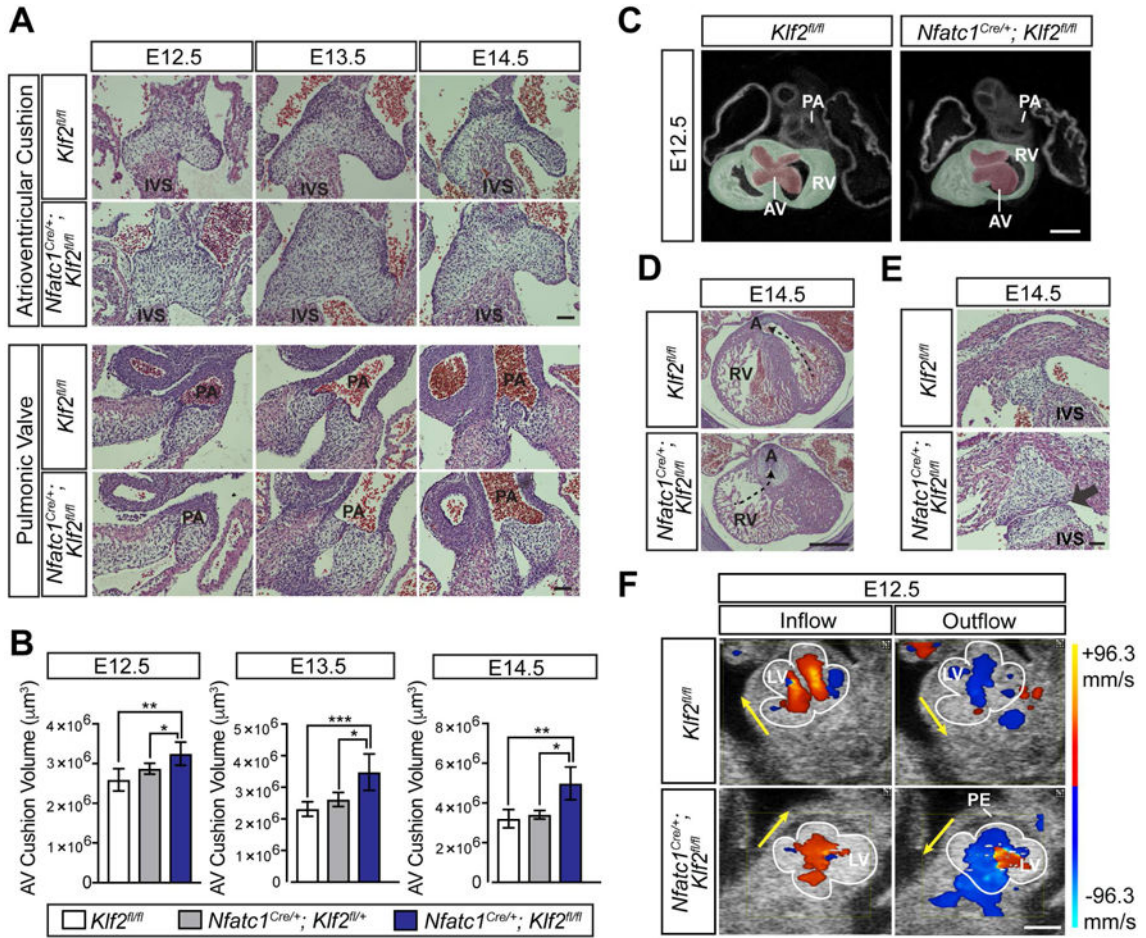 A
E12.5 E13.5 E14.5
Atrioventricular Cushion
Klf2fl/fl
IVS IVS IVS
Nfatc1Cre/+;
Klf2fl/fl
IVS IVS IVS
Pulmonic Valve
Klf2fl/fl
PA PA PA
Nfatc1Cre/+;
Klf2fl/fl
PA PA PA
B
E12.5 E13.5 E14.5
AV Cushion Volume (µm³)
4×10⁶
3×10⁶
2×10⁶
1×10⁶
0
**
*
AV Cushion Volume (µm³)
5×10⁶
4×10⁶
3×10⁶
2×10⁶
1×10⁶
0
***
*
AV Cushion Volume (µm³)
8×10⁶
6×10⁶
4×10⁶
2×10⁶
0
**
*
Klf2fl/fl Nfatc1Cre/+; Klf2fl/+ Nfatc1Cre/+; Klf2fl/fl
C
Klf2fl/fl Nfatc1Cre/+; Klf2fl/fl
E12.5
PA PA
RV RV
AV AV
D
E14.5
Klf2fl/fl
A
RV
Nfatc1Cre/+;
Klf2fl/fl
A
RV
E
E14.5
Klf2fl/fl
IVS
Nfatc1Cre/+;
Klf2fl/fl
IVS
F
E12.5
Inflow Outflow
Klf2fl/fl
LV LV
Nfatc1Cre/+;
Klf2fl/fl
PE
LV LV
+96.3
mm/s
-96.3
mm/s